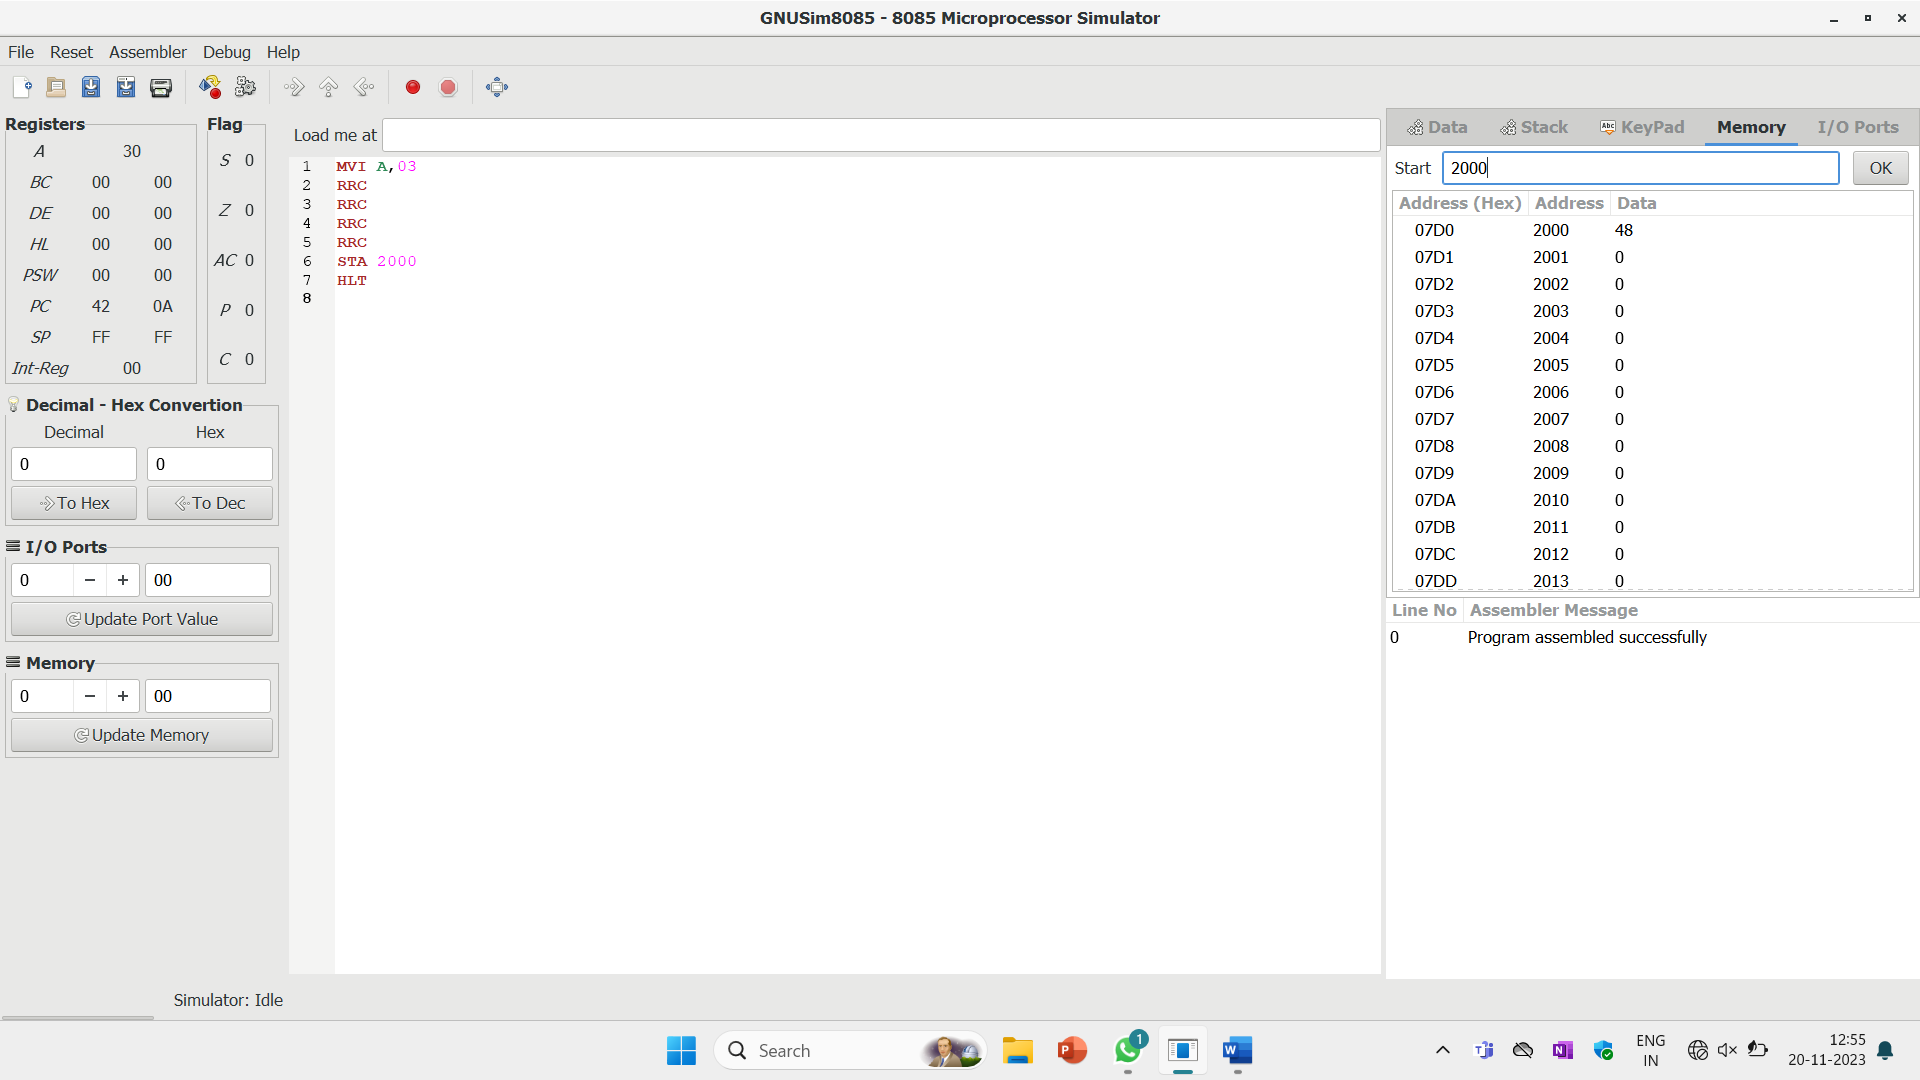 GNUSim8085 - 8085 Microprocessor Simulator
File Reset Assembler Debug Help
Registers
A 30
BC 00 00
DE 00 00
HL 00 00
PSW 00 00
PC 42 0A
SP FF FF
Int-Reg 00
Flag
S 0
Z 0
AC 0
P 0
C 0
Decimal - Hex Convertion
Decimal Hex
0 0
To Hex To Dec
I/O Ports
0 − + 00
Update Port Value
Memory
0 − + 00
Update Memory
Load me at
1 MVI A,03
2 RRC
3 RRC
4 RRC
5 RRC
6 STA 2000
7 HLT
8
Data Stack Abc KeyPad Memory I/O Ports
Start 2000 OK
Address (Hex) Address Data
07D0 2000 48
07D1 2001 0
07D2 2002 0
07D3 2003 0
07D4 2004 0
07D5 2005 0
07D6 2006 0
07D7 2007 0
07D8 2008 0
07D9 2009 0
07DA 2010 0
07DB 2011 0
07DC 2012 0
07DD 2013 0
Line No Assembler Message
0 Program assembled successfully
Simulator: Idle
Search
P
1
W
N
ENG
IN
12:55
20-11-2023